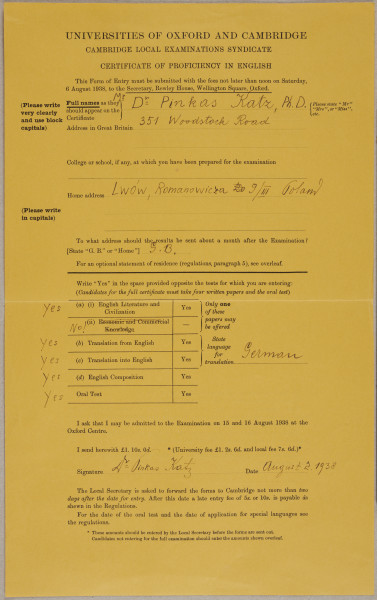 UNIVERSITIES OF OXFORD AND CAMBRIDGE
CAMBRIDGE LOCAL EXAMINATIONS SYNDICATE
CERTIFICATE OF PROFICIENCY IN ENGLISH
This Form of Entry must be submitted with the fees not later than noon on Saturday,
6 August 1938, to the Secretary, Rewley House, Wellington Square, Oxford.
(Please write very clearly and use block capitals)
Full names as they should appear on the Certificate
Mr Dr Pinkas Katz, Ph.D.
(Please enter "Mr" "Mrs", or "Miss", etc.
Address in Great Britain
351 Woodstock Road
College or school, if any, at which you have been prepared for the examination
Home address
Lwów, Romanowicza 9/III Poland
(Please write in capitals)
To what address should the results be sent about a month after the Examination?
[State "G. B." or "Home"] G.B.
For an optional statement of residence (regulations, paragraph 5), see overleaf.
Write "Yes" in the space provided opposite the tests for which you are entering:
(Candidates for the full certificate must take four written papers and the oral test)
Yes (a) (i) English Literature and Civilization Yes
No! (ii) Economic and Commercial Knowledge —
Only one of these papers may be offered
Yes (b) Translation from English Yes
Yes (c) Translation into English Yes
State language for translation German
Yes (d) English Composition Yes
Yes Oral Test Yes
I ask that I may be admitted to the Examination on 15 and 16 August 1938 at
the Oxford Centre.
I send herewith £1. 10s. 0d. * (University fee £1. 2s. 6d. and local fee 7s. 6d.)*
Signature Dr Pinkas Katz Date August 2. 1938
The Local Secretary is asked to forward the forms to Cambridge not more than two
days after the date for entry. After this date a late entry fee of 5s. or 10s. is payable as
shown in the Regulations.
For the date of the oral test and the date of application for special languages see
the regulations.
* These amounts should be entered by the Local Secretary before the forms are sent out.
Candidates not entering for the full examination should enter the amounts shown overleaf.